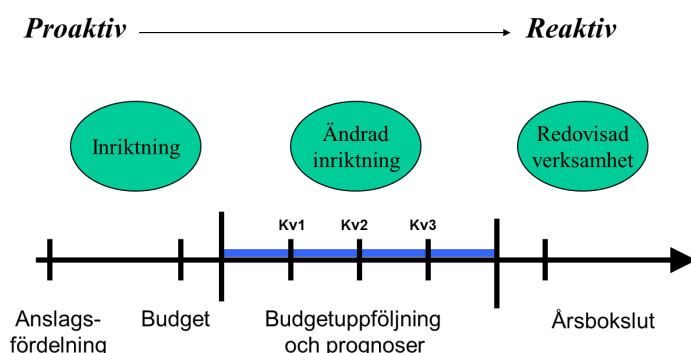 Proaktiv
Reaktiv
Inriktning
Ändrad
inriktning
Redovisad
verksamhet
Kv1
Kv2
Kv3
Anslags-
fördelning
Budget
Budgetuppföljning
och prognoser
Årsbokslut